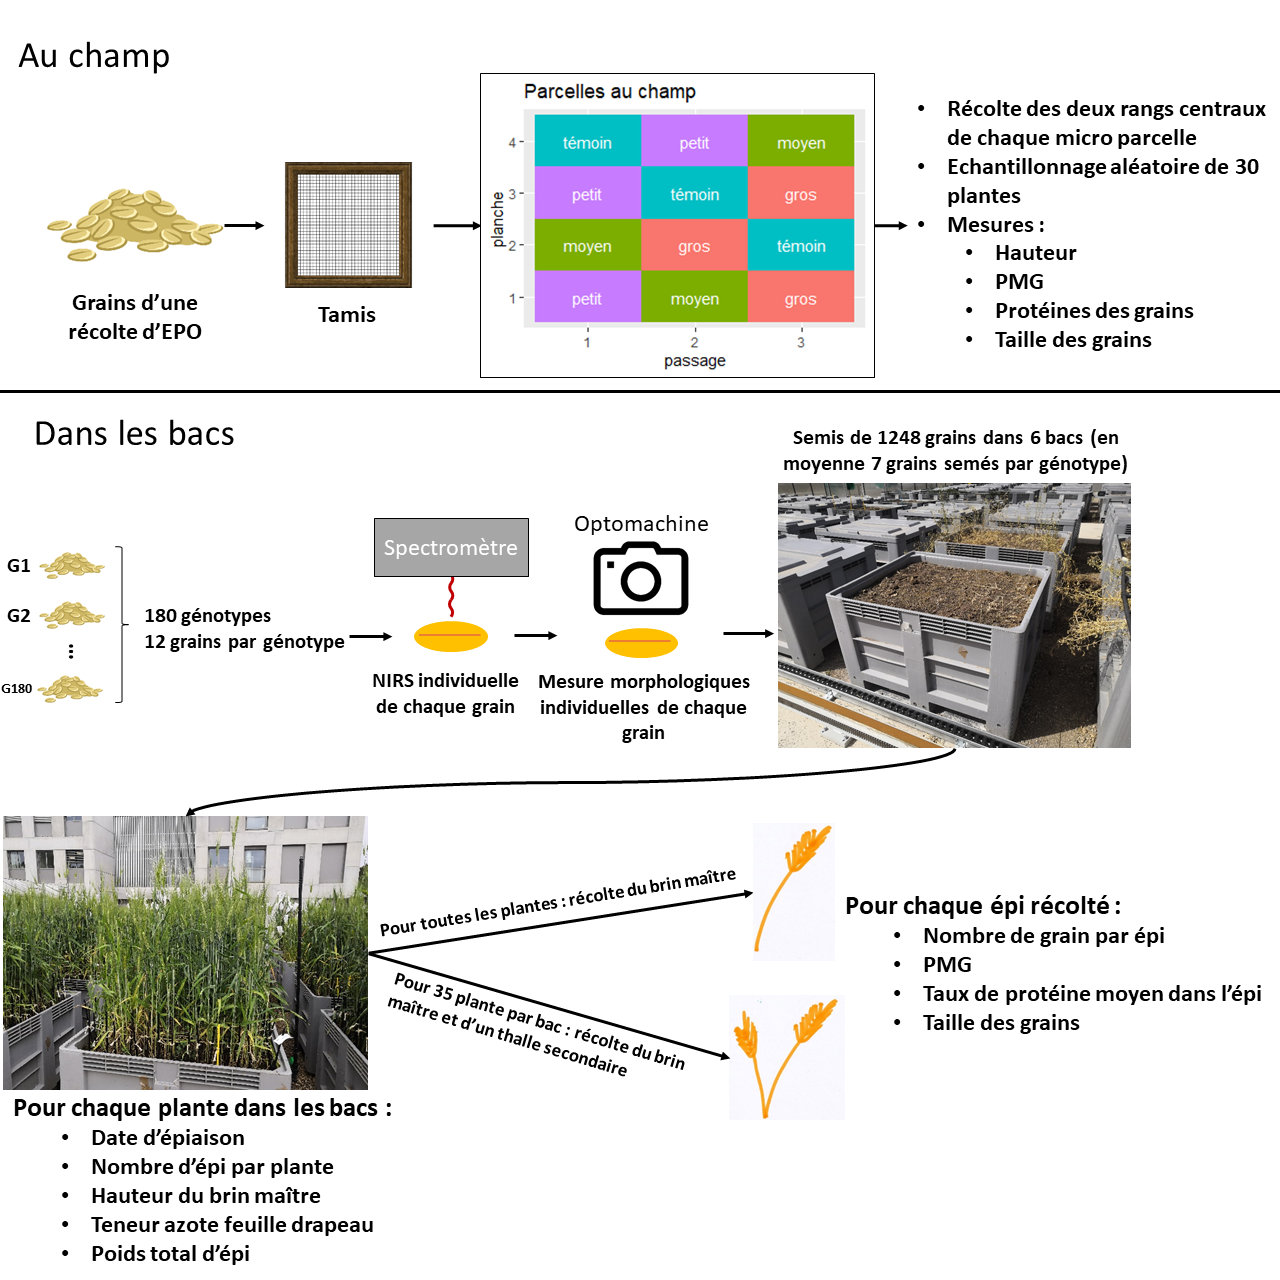 Au champ
Grains d’une
récolte d’EPO
Tamis
Parcelles au champ
planche
4
témoin
petit
moyen
3
petit
témoin
gros
2
moyen
gros
témoin
1
petit
moyen
gros
1
2
3
passage
• Récolte des deux rangs centraux
de chaque micro parcelle
• Echantillonnage aléatoire de 30
plantes
• Mesures :
• Hauteur
• PMG
• Protéines des grains
• Taille des grains
Dans les bacs
G1
G2
G180
180 génotypes
12 grains par génotype
Spectromètre
NIRS individuelle
de chaque grain
Optomachine
Mesure morphologiques
individuelles de chaque
grain
Semis de 1248 grains dans 6 bacs (en
moyenne 7 grains semés par génotype)
Pour toutes les plantes : récolte du brin maître
Pour 35 plante par bac : récolte du brin
maître et d’un thalle secondaire
Pour chaque épi récolté :
• Nombre de grain par épi
• PMG
• Taux de protéine moyen dans l’épi
• Taille des grains
Pour chaque plante dans les bacs :
• Date d’épiaison
• Nombre d’épi par plante
• Hauteur du brin maître
• Teneur azote feuille drapeau
• Poids total d’épi